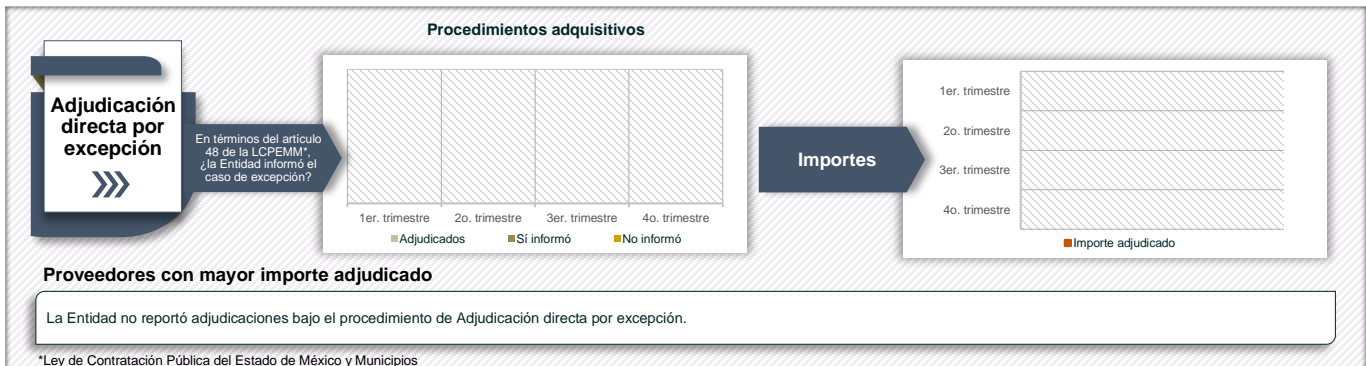 Procedimientos adquisitivos
Adjudicación
directa por
excepción
En términos del artículo
48 de la LCPEMM*,
¿la Entidad informó el
caso de excepción?
1er. trimestre 2o. trimestre 3er. trimestre 4o. trimestre
Adjudicados Sí informó No informó
Importes
1er. trimestre
2o. trimestre
3er. trimestre
4o. trimestre
Importe adjudicado
Proveedores con mayor importe adjudicado
La Entidad no reportó adjudicaciones bajo el procedimiento de Adjudicación directa por excepción.
*Ley de Contratación Pública del Estado de México y Municipios